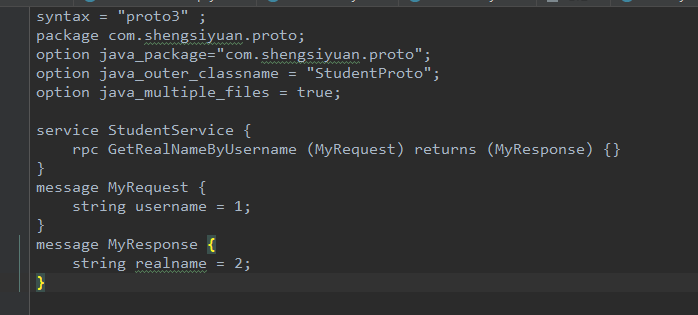 syntax = "proto3" ;
package com.shengsiyuan.proto;
option java_package="com.shengsiyuan.proto";
option java_outer_classname = "StudentProto";
option java_multiple_files = true;

service StudentService {
    rpc GetRealNameByUsername (MyRequest) returns (MyResponse) {}
}
message MyRequest {
    string username = 1;
}
message MyResponse {
    string realname = 2;
}